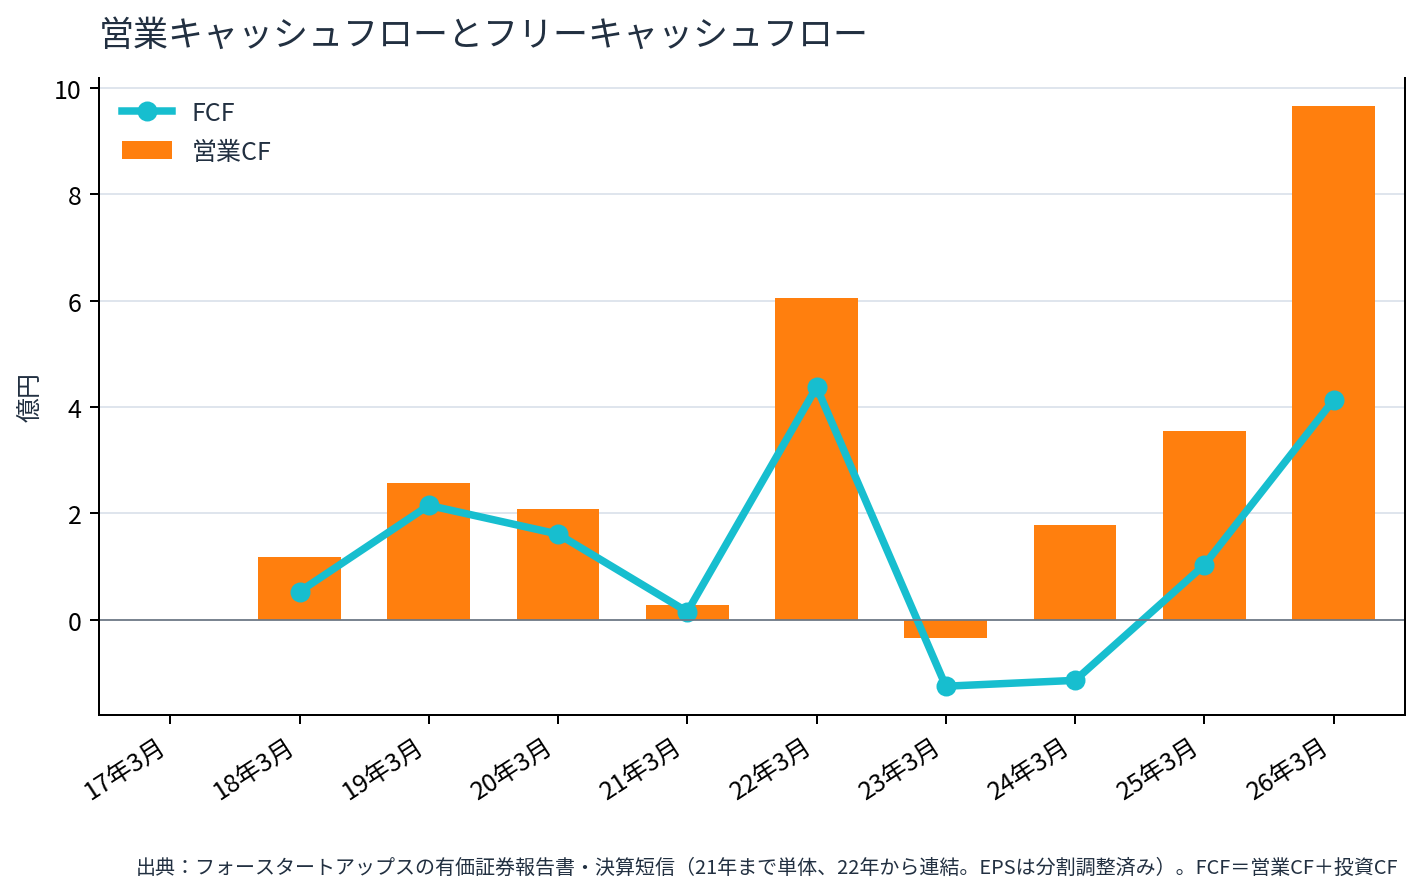 営業キャッシュフローとフリーキャッシュフロー
FCF
営業CF
億円
10
8
6
4
2
0
17年3月
18年3月
19年3月
20年3月
21年3月
22年3月
23年3月
24年3月
25年3月
26年3月
出典：フォースタートアップスの有価証券報告書・決算短信（21年まで単体、22年から連結。EPSは分割調整済み）。FCF＝営業CF＋投資CF